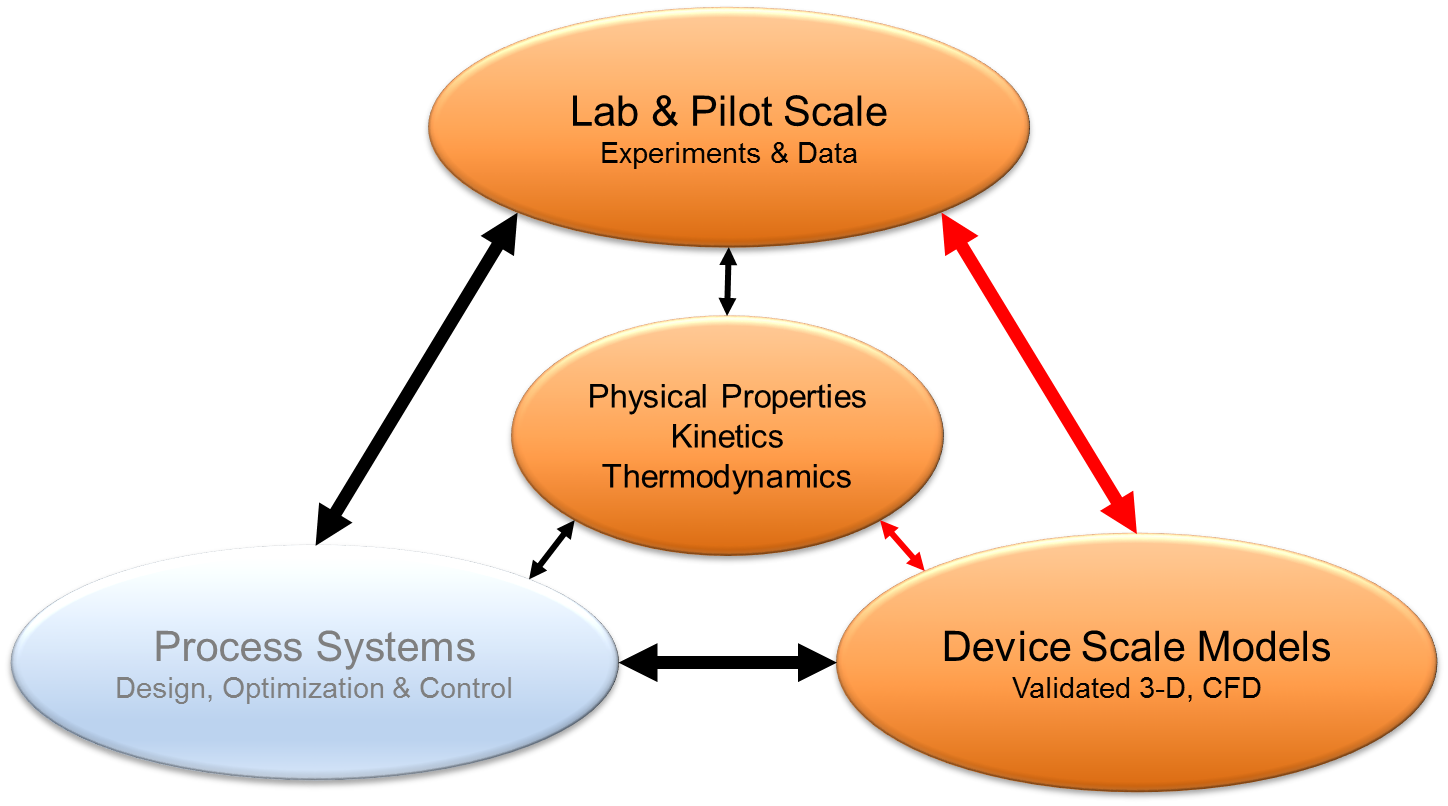 Lab & Pilot Scale
Experiments & Data
Physical Properties
Kinetics
Thermodynamics
Process Systems
Design, Optimization & Control
Device Scale Models
Validated 3-D, CFD